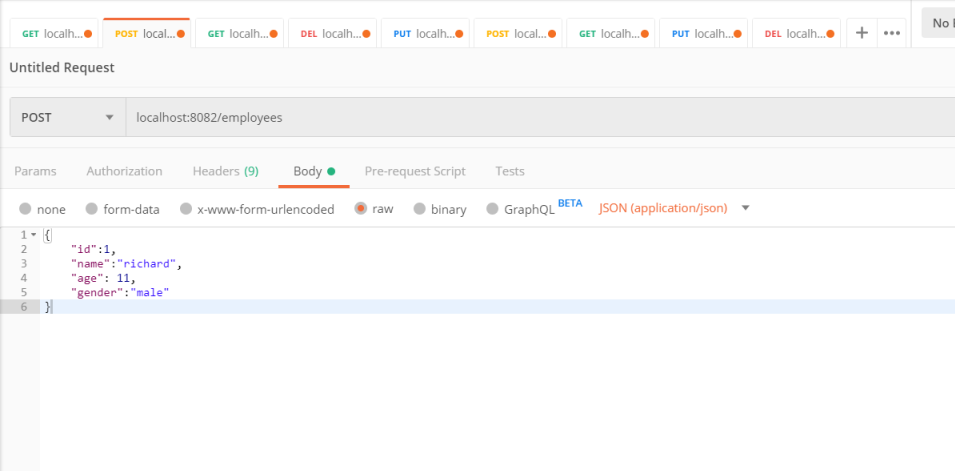 GET localh... POST local... GET localh... DEL localh... PUT localh... POST local... GET localh... PUT localh... DEL localh... + ••• No
Untitled Request
POST localhost:8082/employees
Params Authorization Headers (9) Body Pre-request Script Tests
none form-data x-www-form-urlencoded raw binary GraphQL BETA JSON (application/json)
1 {
2 "id":1,
3 "name":"richard",
4 "age": 11,
5 "gender":"male"
6 }